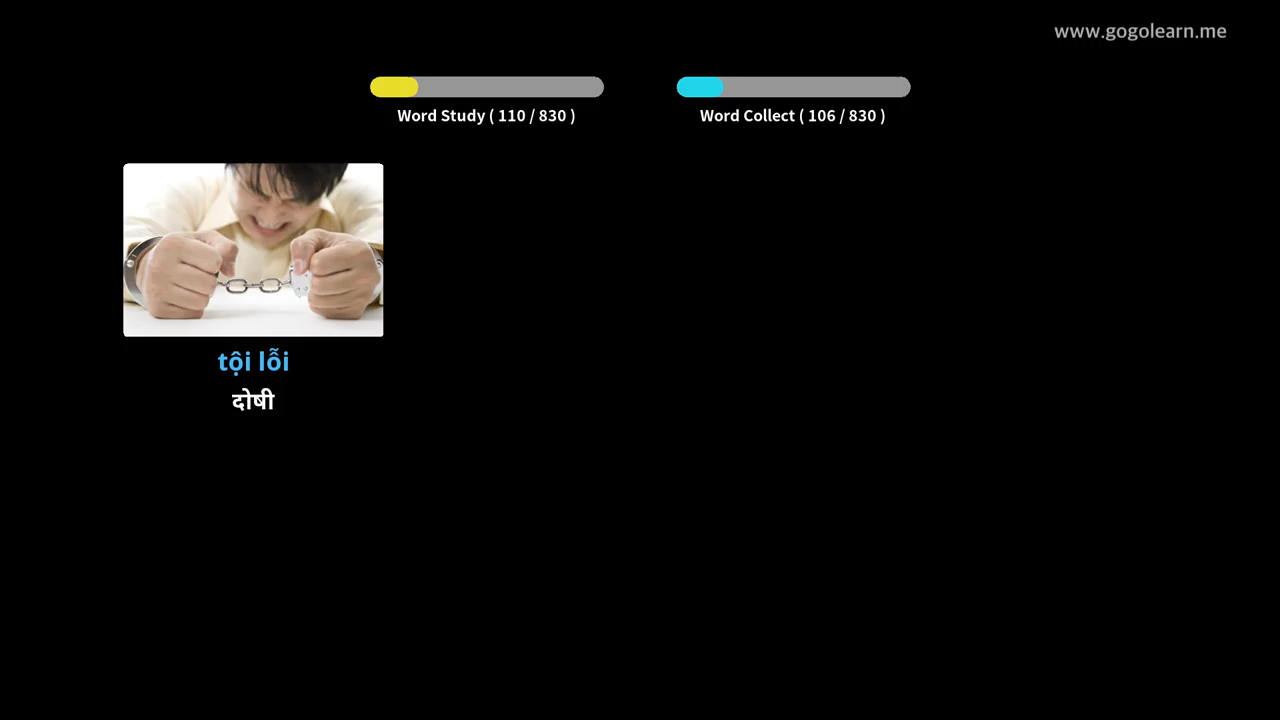 www.gogolearn.me
Word Study ( 110 / 830 )
Word Collect ( 106 / 830 )
tội lỗi
दोषी